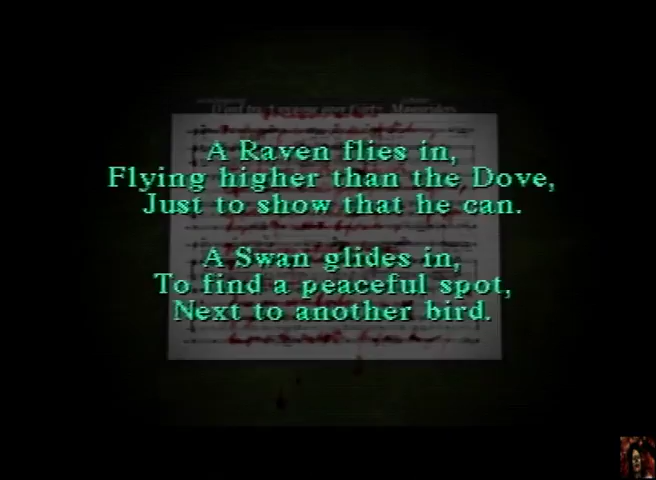 A Raven flies in,
Flying higher than the Dove,
Just to show that he can.
A Swan glides in,
To find a peaceful spot,
Next to another bird.